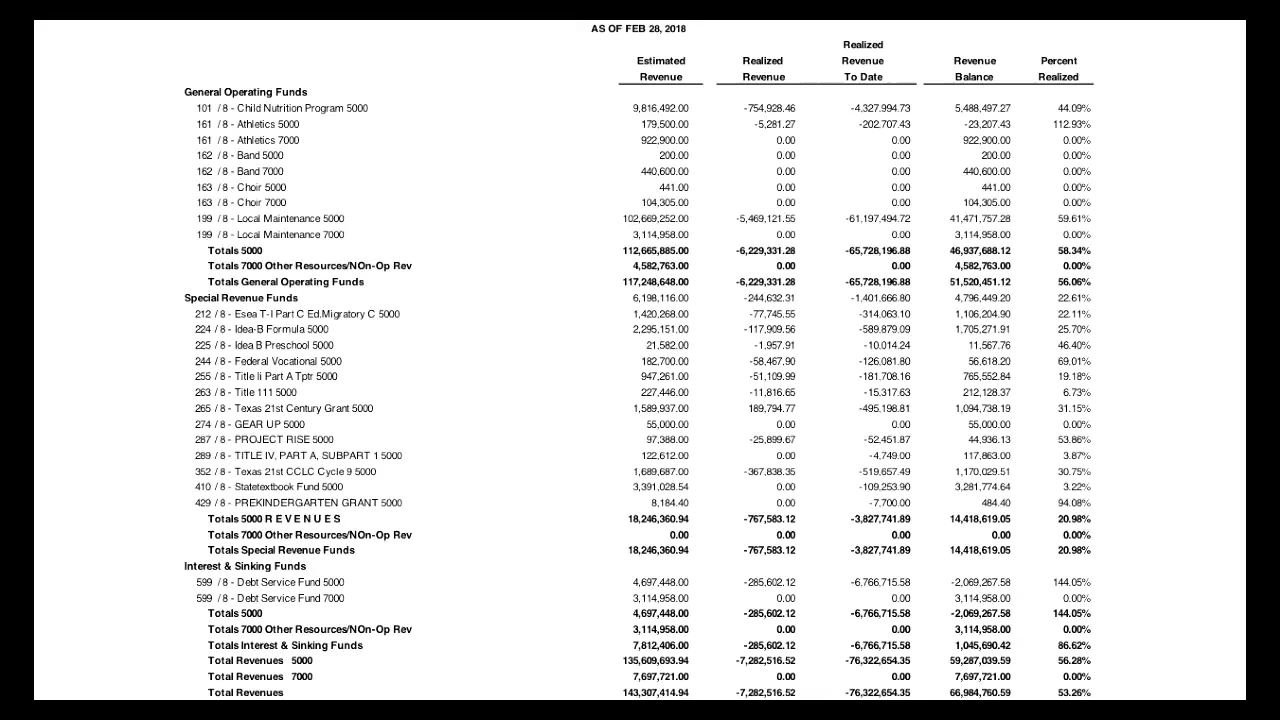 AS OF FEB 28, 2018
Realized
Estimated Realized Revenue Revenue Percent
Revenue Revenue To Date Balance Realized
General Operating Funds
101 / 8 - Child Nutrition Program 5000 9,816,492.00 -754,928.46 -4,327.994.73 5,488,497.27 44.09%
161 / 8 - Athletics 5000 179,500.00 -5,281.27 -202.707.43 -23,207.43 112.93%
161 / 8 - Athletics 7000 922,900.00 0.00 0.00 922,900.00 0.00%
162 / 8 - Band 5000 200.00 0.00 0.00 200.00 0.00%
162 / 8 - Band 7000 440,600.00 0.00 0.00 440,600.00 0.00%
163 / 8 - Choir 5000 441.00 0.00 0.00 441.00 0.00%
163 / 8 - Choir 7000 104,305.00 0.00 0.00 104,305.00 0.00%
199 / 8 - Local Maintenance 5000 102,669,252.00 -5,469,121.55 -61,197,494.72 41,471,757.28 59.61%
199 / 8 - Local Maintenance 7000 3,114,958.00 0.00 0.00 3,114,958.00 0.00%
Totals 5000 112,665,885.00 -6,229,331.28 -65,728,196.88 46,937,688.12 58.34%
Totals 7000 Other Resources/NOn-Op Rev 4,582,763.00 0.00 0.00 4,582,763.00 0.00%
Totals General Operating Funds 117,248,648.00 -6,229,331.28 -65,728,196.88 51,520,451.12 56.06%
Special Revenue Funds 6,198,116.00 -244,632.31 -1,401,666.80 4,796,449.20 22.61%
212 / 8 - Esea T-I Part C Ed.Migratory C 5000 1,420,268.00 -77,745.55 -314,063.10 1,106,204.90 22.11%
224 / 8 - Idea-B Formula 5000 2,295,151.00 -117,909.56 -589,879.09 1,705,271.91 25.70%
225 / 8 - Idea B Preschool 5000 21,582.00 -1,957.91 -10,014.24 11,567.76 46.40%
244 / 8 - Federal Vocational 5000 182,700.00 -58,467.90 -126,081.80 56,618.20 69.01%
255 / 8 - Title Ii Part A Tptr 5000 947,261.00 -51,109.99 -181,708.16 765,552.84 19.18%
263 / 8 - Title 111 5000 227,446.00 -11,816.65 -15,317.63 212,128.37 6.73%
265 / 8 - Texas 21st Century Grant 5000 1,589,937.00 189,794.77 -495,198.81 1,094,738.19 31.15%
274 / 8 - GEAR UP 5000 55,000.00 0.00 0.00 55,000.00 0.00%
287 / 8 - PROJECT RISE 5000 97,388.00 -25,899.67 -52,451.87 44,936.13 53.86%
289 / 8 - TITLE IV, PART A, SUBPART 1 5000 122,612.00 0.00 -4,749.00 117,863.00 3.87%
352 / 8 - Texas 21st CCLC Cycle 9 5000 1,689,687.00 -367,838.35 -519,657.49 1,170,029.51 30.75%
410 / 8 - Statetextbook Fund 5000 3,391,028.54 0.00 -109,253.90 3,281,774.64 3.22%
429 / 8 - PREKINDERGARTEN GRANT 5000 8,184.40 0.00 -7,700.00 484.40 94.08%
Totals 5000 R E V E N U E S 18,246,360.94 -767,583.12 -3,827,741.89 14,418,619.05 20.98%
Totals 7000 Other Resources/NOn-Op Rev 0.00 0.00 0.00 0.00 0.00%
Totals Special Revenue Funds 18,246,360.94 -767,583.12 -3,827,741.89 14,418,619.05 20.98%
Interest & Sinking Funds
599 / 8 - Debt Service Fund 5000 4,697,448.00 -285,602.12 -6,766,715.58 -2,069,267.58 144.05%
599 / 8 - Debt Service Fund 7000 3,114,958.00 0.00 0.00 3,114,958.00 0.00%
Totals 5000 4,697,448.00 -285,602.12 -6,766,715.58 -2,069,267.58 144.05%
Totals 7000 Other Resources/NOn-Op Rev 3,114,958.00 0.00 0.00 3,114,958.00 0.00%
Totals Interest & Sinking Funds 7,812,406.00 -285,602.12 -6,766,715.58 1,045,690.42 86.62%
Total Revenues 5000 135,609,693.94 -7,282,516.52 -76,322,654.35 59,287,039.59 56.28%
Total Revenues 7000 7,697,721.00 0.00 0.00 7,697,721.00 0.00%
Total Revenues 143,307,414.94 -7,282,516.52 -76,322,654.35 66,984,760.59 53.26%